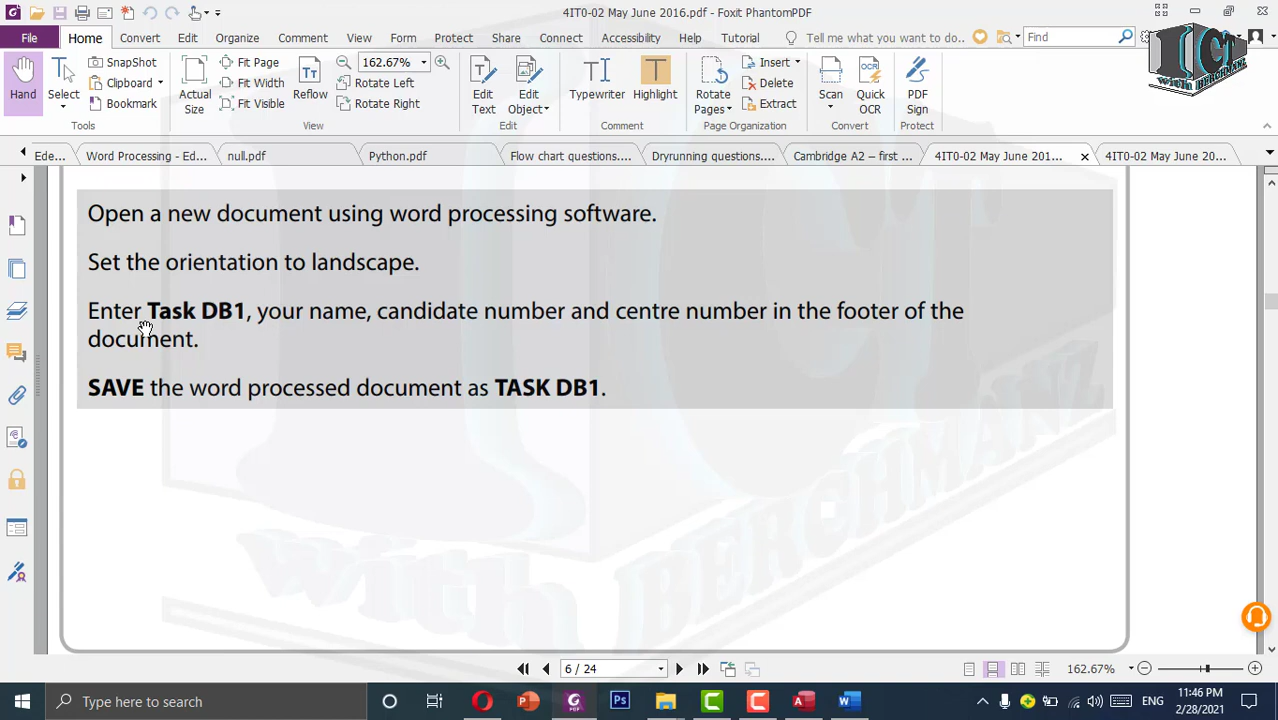 4IT0-02 May June 2016.pdf - Foxit PhantomPDF
File Home Convert Edit Organize Comment View Form Protect Share Connect Accessibility Help Tutorial Tell me what you want to do.. Find
Hand
Select
SnapShot
Clipboard
Bookmark
Tools
Actual
Size
Fit Page
Fit Width
Fit Visible
Reflow
162.67%
Rotate Left
Rotate Right
View
Edit
Text
Edit
Object
Edit
Typewriter
Highlight
Comment
Rotate
Pages
Insert
Delete
Extract
Page Organization
Scan
Quick
OCR
Convert
PDF
Sign
Protect
Ede... Word Processing - Ed... null.pdf Python.pdf Flow chart questions.... Dryrunning questions.... Cambridge A2 – first ... 4IT0-02 May June 201... 4IT0-02 May June 20...
Open a new document using word processing software.
Set the orientation to landscape.
Enter Task DB1, your name, candidate number and centre number in the footer of the
document.
SAVE the word processed document as TASK DB1.
with BERCHMANZ
6 / 24
162.67%
Type here to search
ENG
11:46 PM
2/28/2021